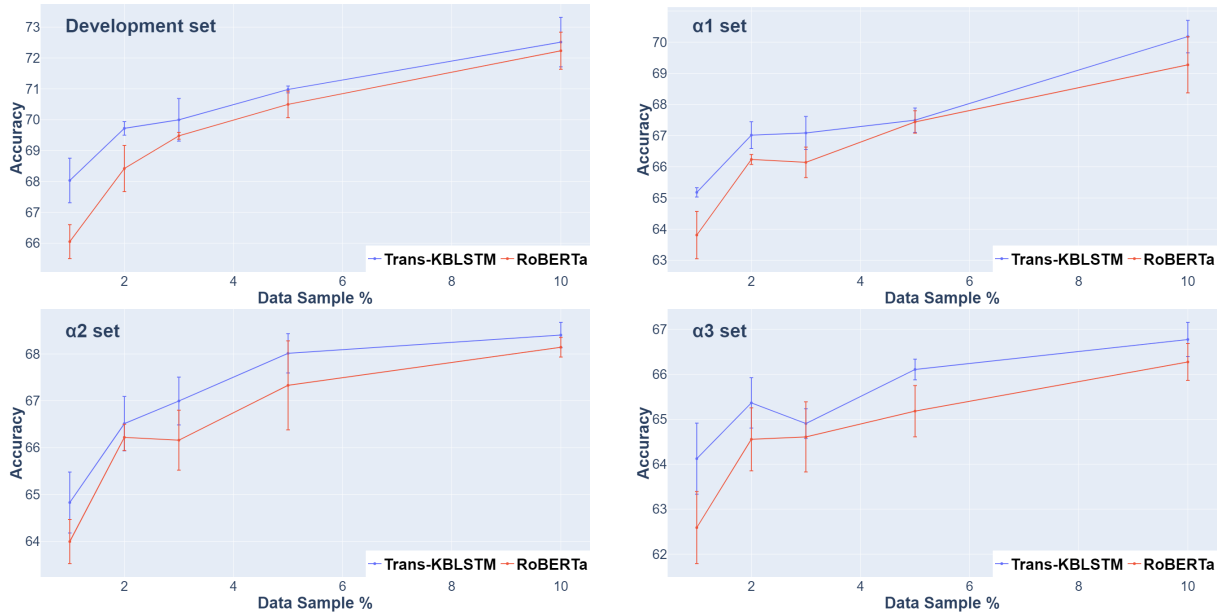 Development set
73
72
71
70
69
68
67
66
Accuracy
2
4
6
8
10
Data Sample %
Trans-KBLSTM
RoBERTa
α1 set
70
69
68
67
66
65
64
63
Accuracy
2
4
6
8
10
Data Sample %
Trans-KBLSTM
RoBERTa
α2 set
68
67
66
65
64
Accuracy
2
4
6
8
10
Data Sample %
Trans-KBLSTM
RoBERTa
α3 set
67
66
65
64
63
62
Accuracy
2
4
6
8
10
Data Sample %
Trans-KBLSTM
RoBERTa